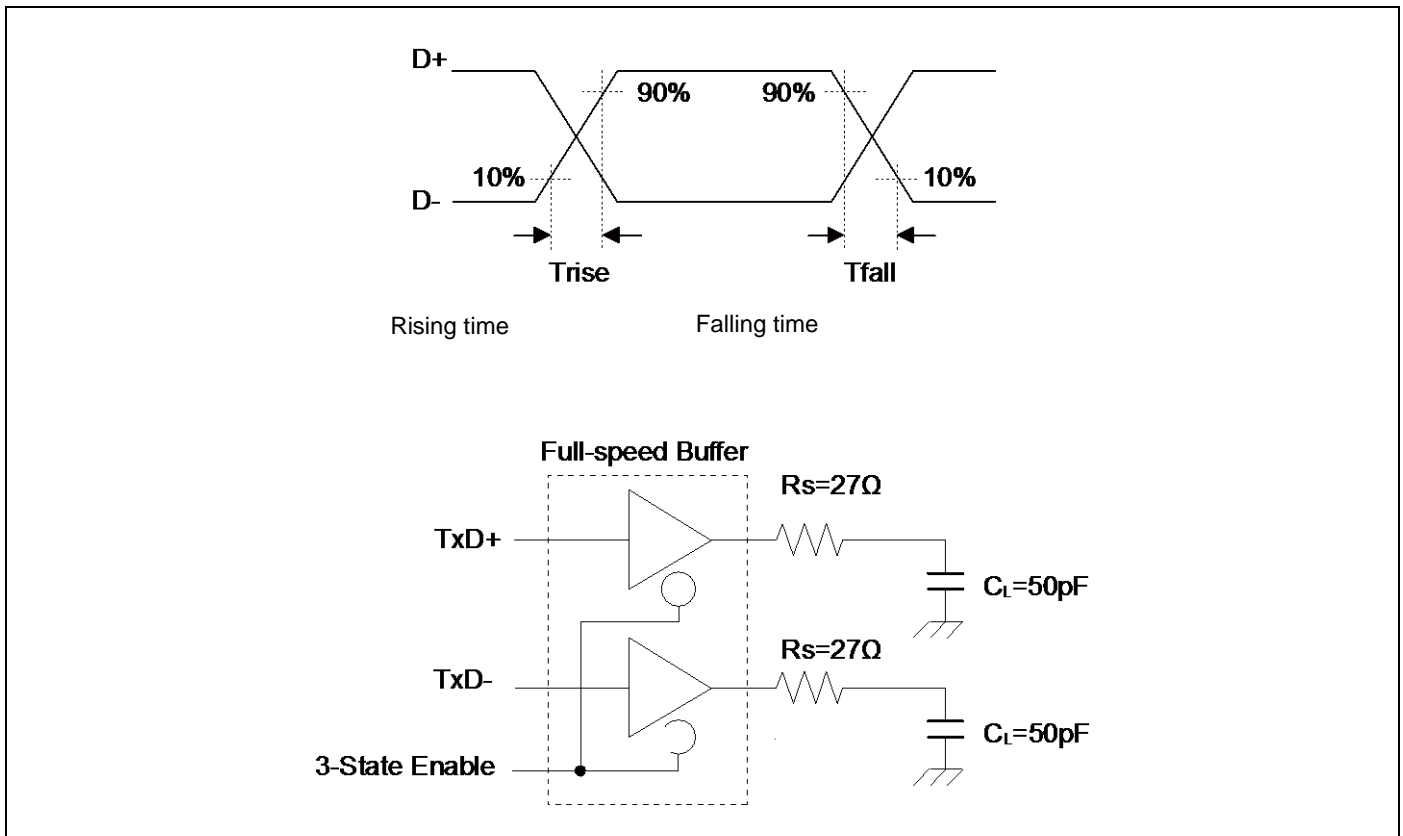 D+
90%
90%
10%
10%
D-
Trise
Tfall
Rising time
Falling time
Full-speed Buffer
Rs=27Ω
TxD+
CL=50pF
Rs=27Ω
TxD-
CL=50pF
3-State Enable